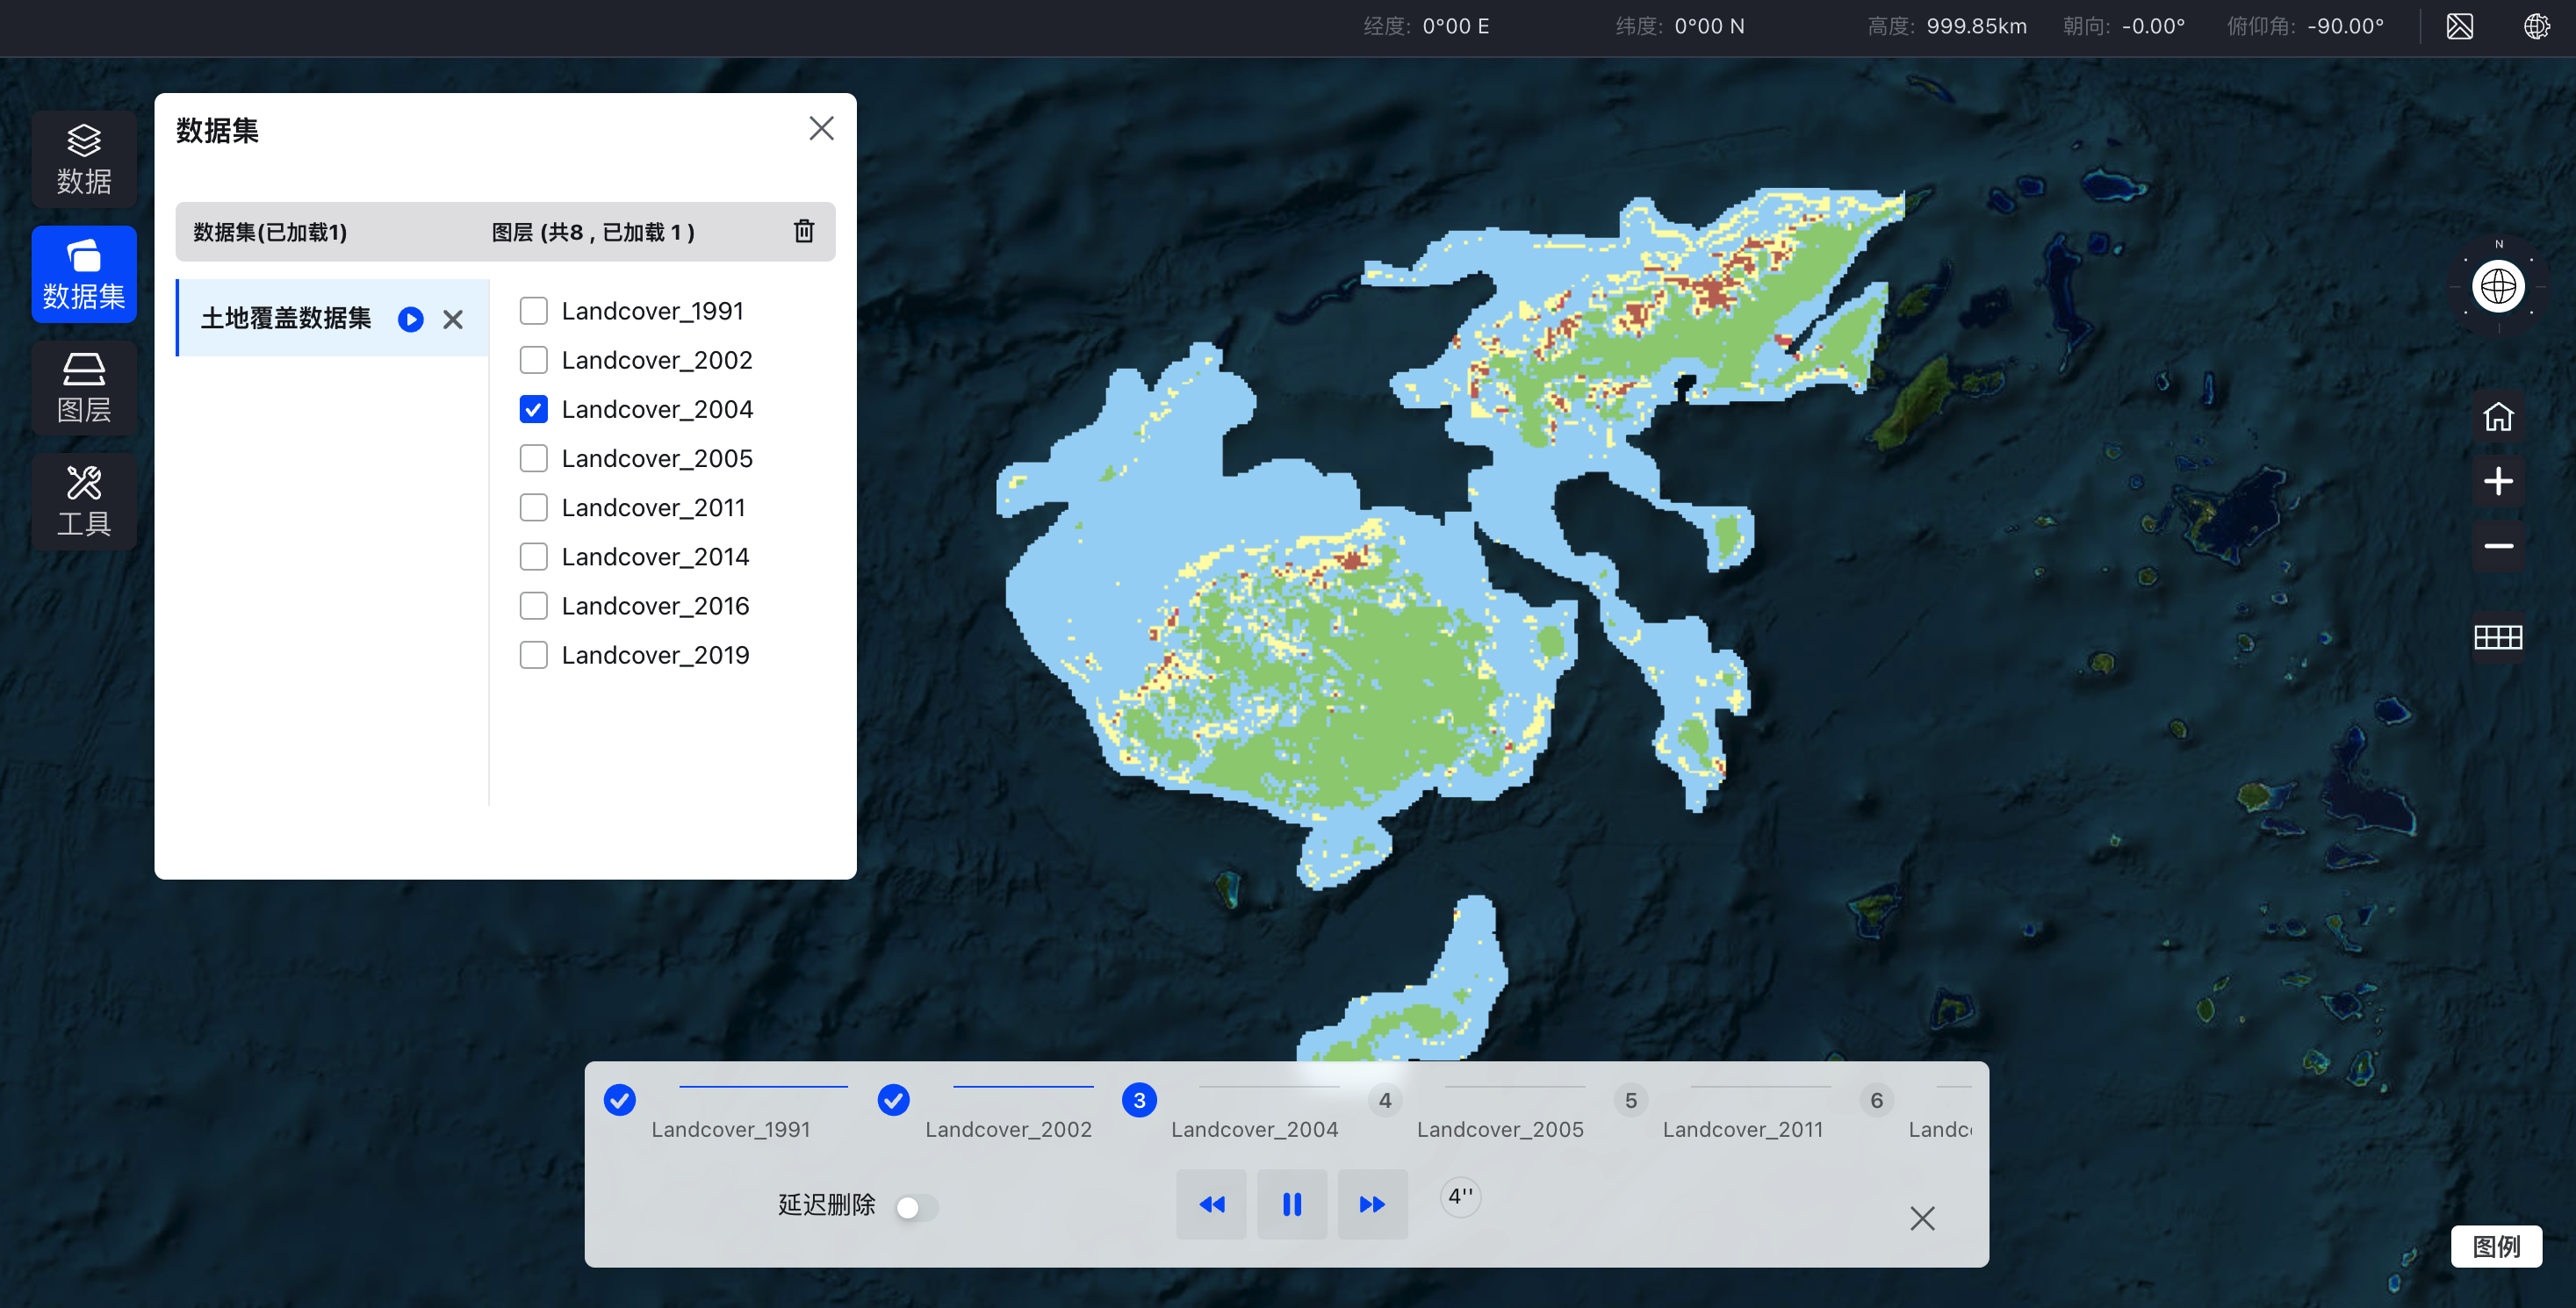 经度: 0°00 E 纬度: 0°00 N 高度: 999.85km 朝向: -0.00° 俯仰角: -90.00°
数据
数据集
图层
工具
数据集
数据集(已加载1) 图层 (共8 , 已加载 1 )
土地覆盖数据集
Landcover_1991
Landcover_2002
Landcover_2004
Landcover_2005
Landcover_2011
Landcover_2014
Landcover_2016
Landcover_2019
N
3 4 5 6
Landcover_1991 Landcover_2002 Landcover_2004 Landcover_2005 Landcover_2011 Landc
延迟删除 4''
图例